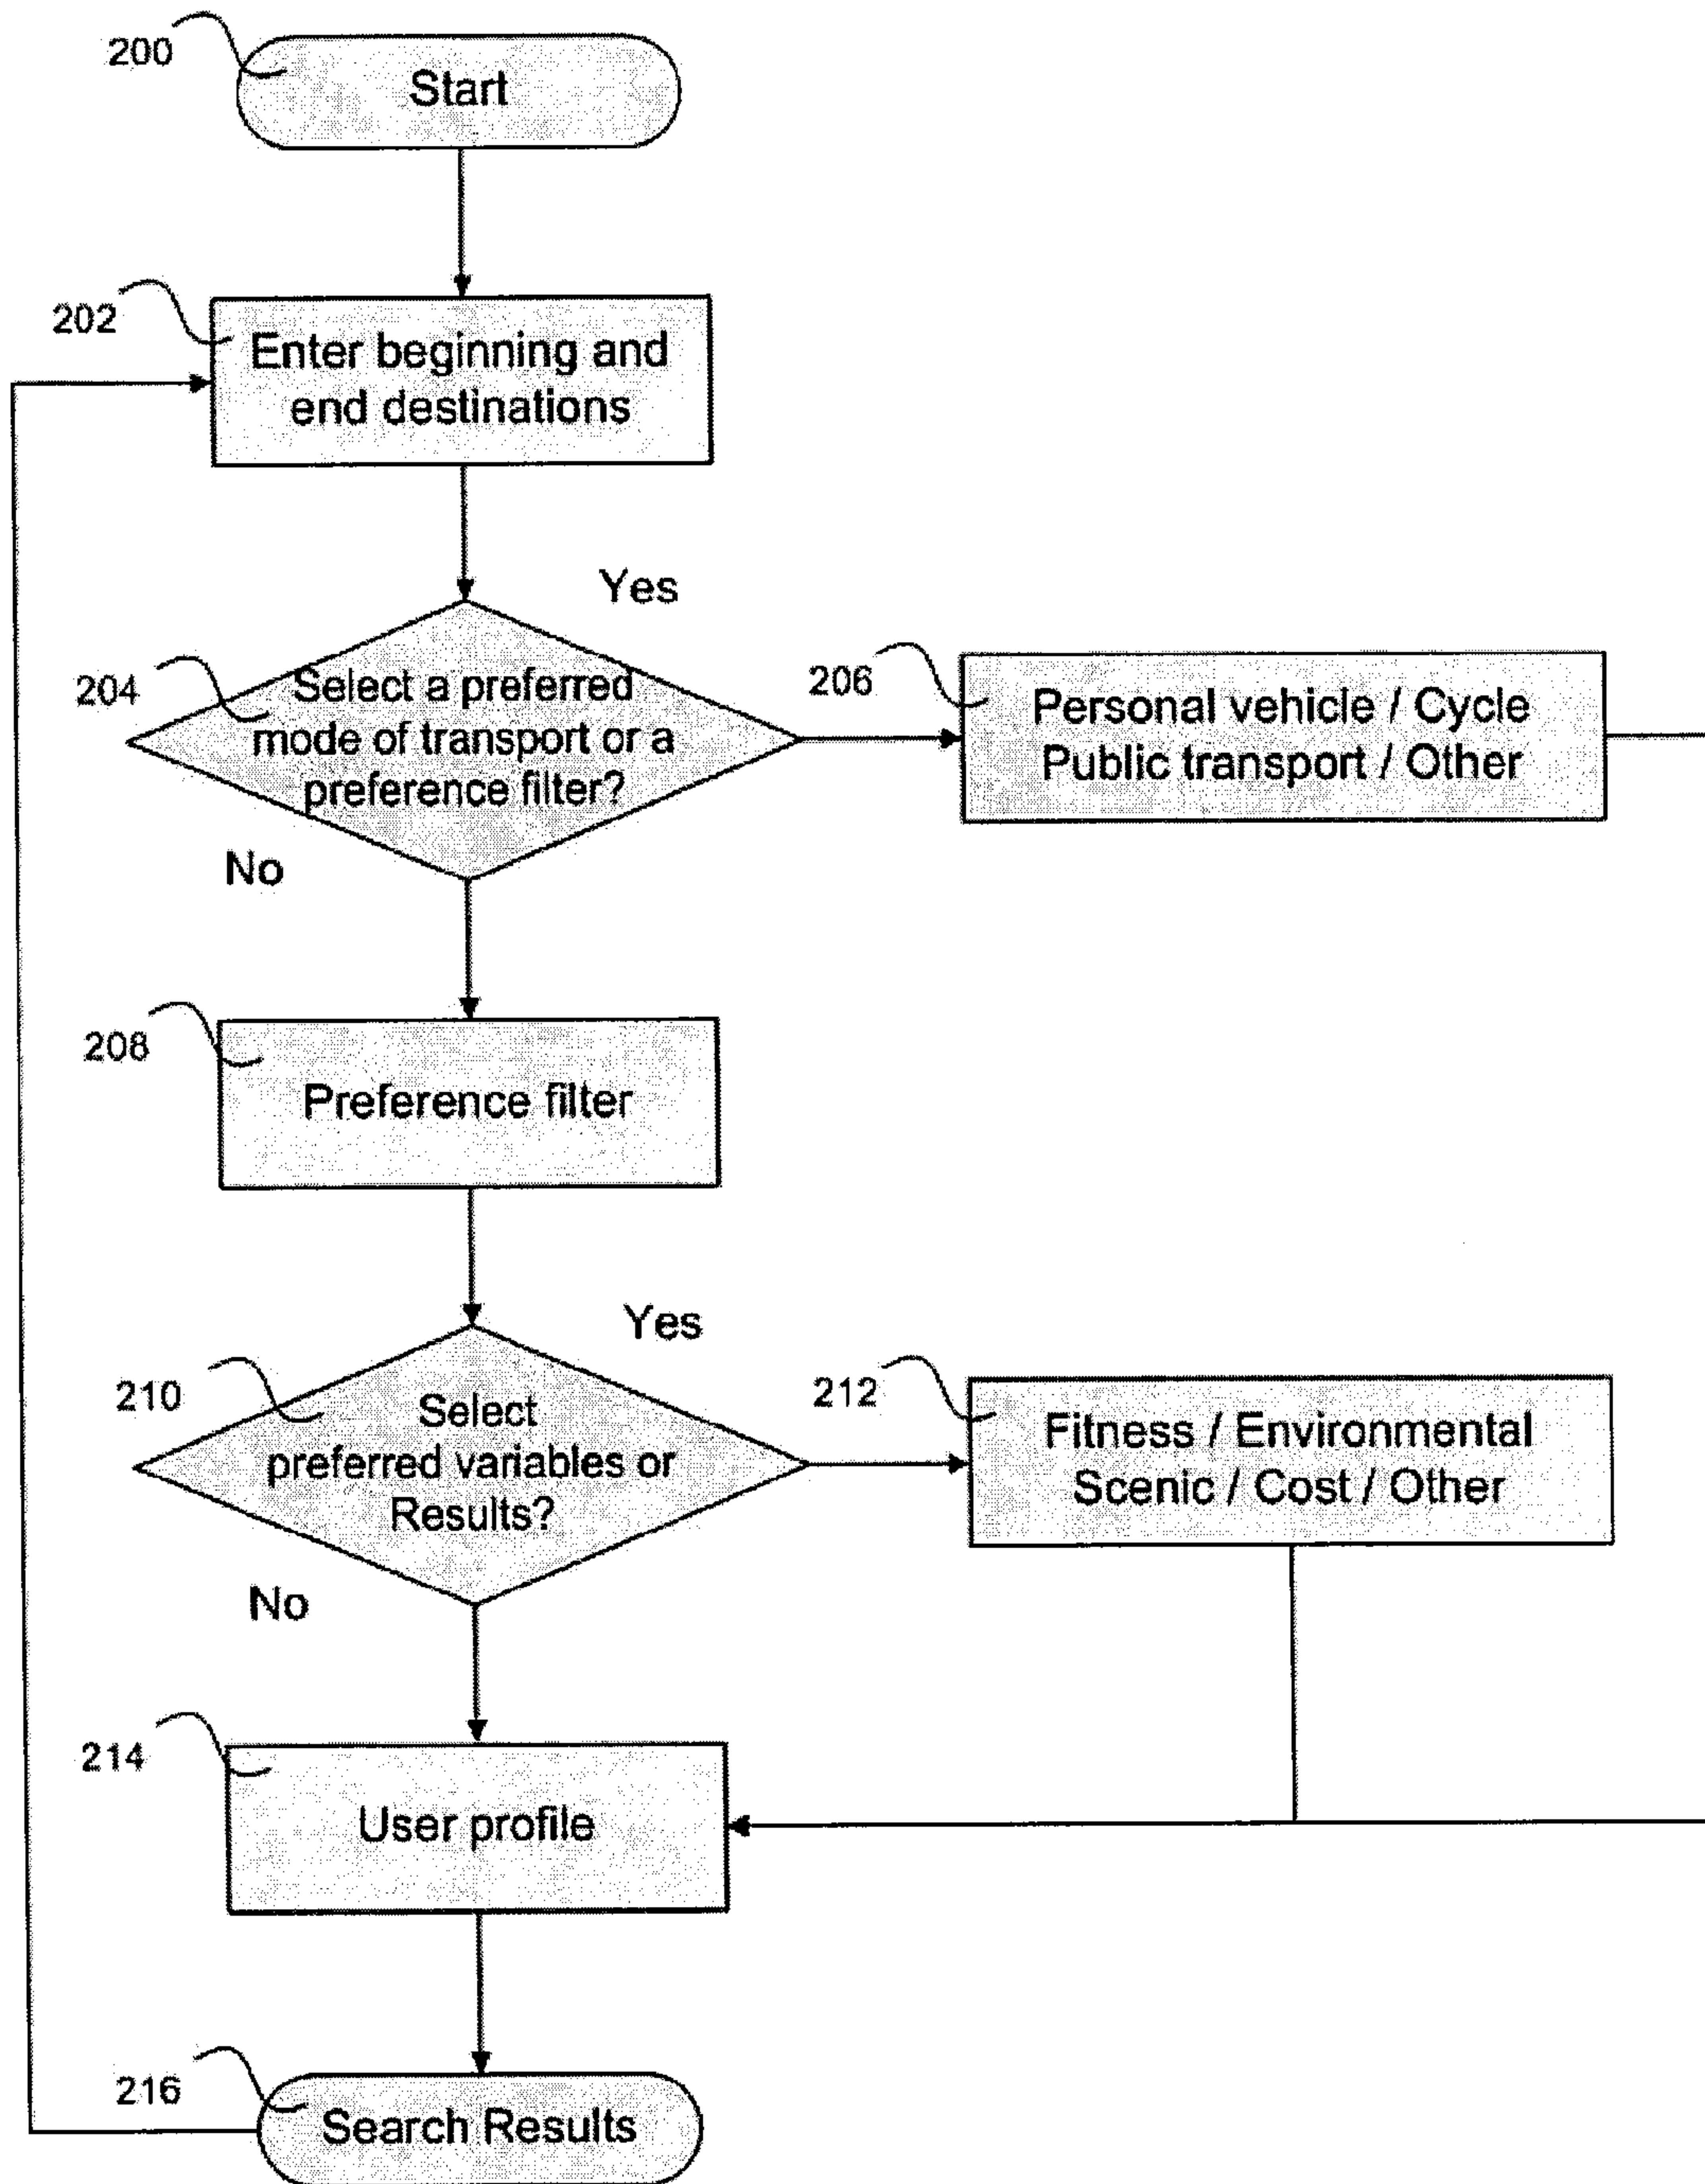 200
Start
202
Enter beginning and
end destinations
Yes
204
Select a preferred
mode of transport or a
preference filter?
206
Personal vehicle / Cycle
Public transport / Other
No
208
Preference filter
Yes
210
Select
preferred variables or
Results?
212
Fitness / Environmental
Scenic / Cost / Other
No
214
User profile
216
Search Results